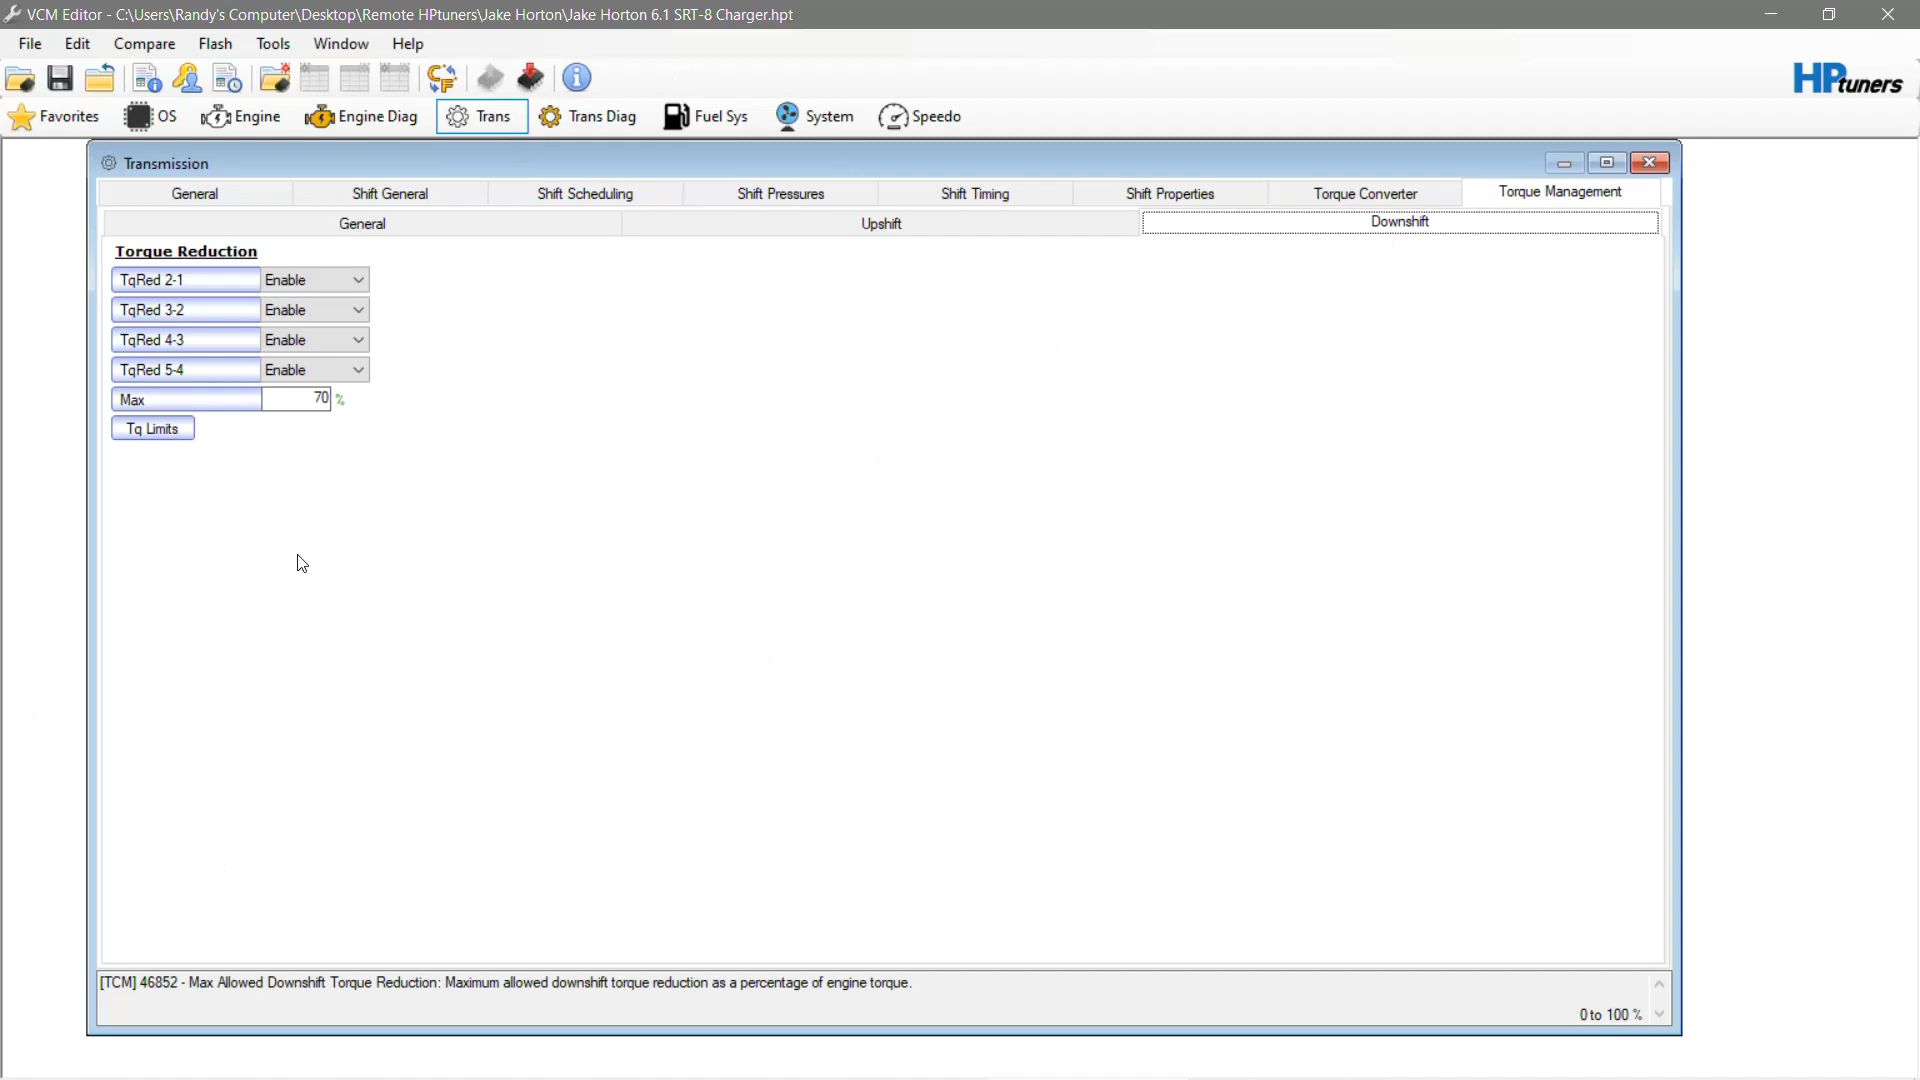 VCM Editor - C:\Users\Randy's Computer\Desktop\Remote HPtuners\Jake Horton\Jake Horton 6.1 SRT-8 Charger.hpt
File Edit Compare Flash Tools Window Help
HPtuners
Favorites OS Engine Engine Diag Trans Trans Diag Fuel Sys System Speedo
Transmission
General Shift General Shift Scheduling Shift Pressures Shift Timing Shift Properties Torque Converter Torque Management
General Upshift Downshift
Torque Reduction
TqRed 2-1 Enable
TqRed 3-2 Enable
TqRed 4-3 Enable
TqRed 5-4 Enable
Max 70 %
Tq Limits
[TCM] 46852 - Max Allowed Downshift Torque Reduction: Maximum allowed downshift torque reduction as a percentage of engine torque.
0 to 100 %